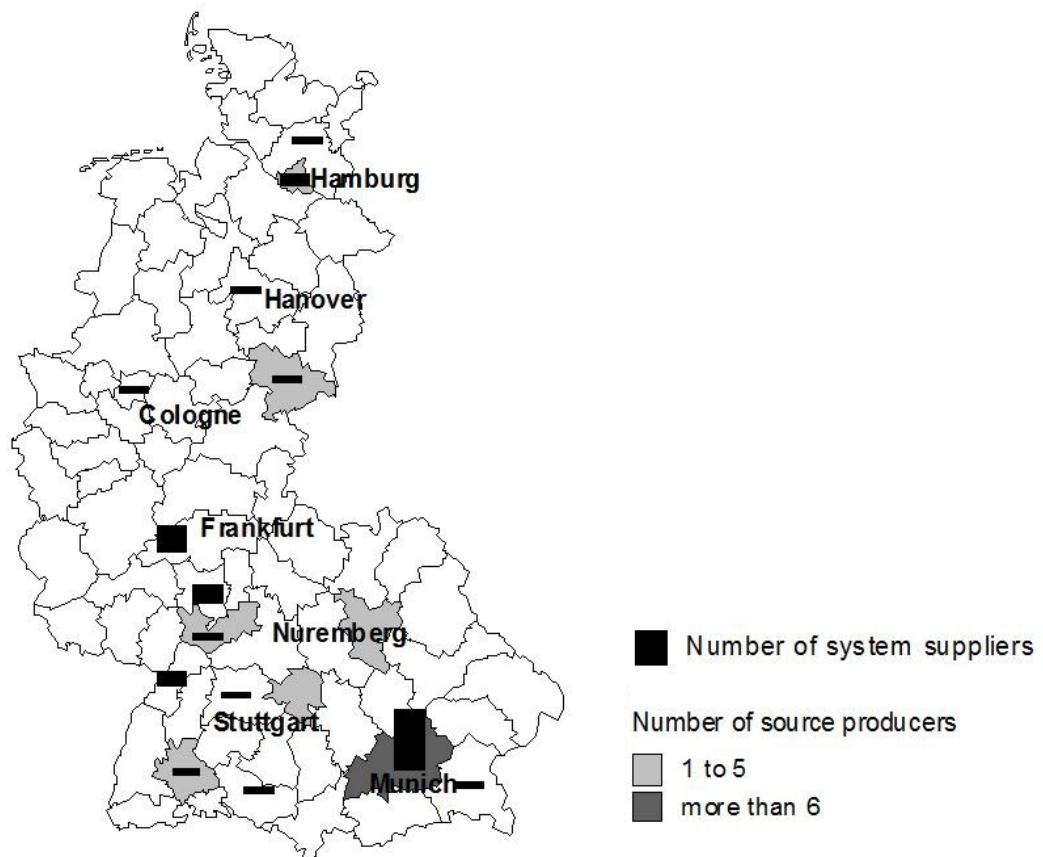 Hamburg
Hanover
Cologne
Frankfurt
Nuremberg
Stuttgart
Munich
Number of system suppliers
Number of source producers
1 to 5
more than 6